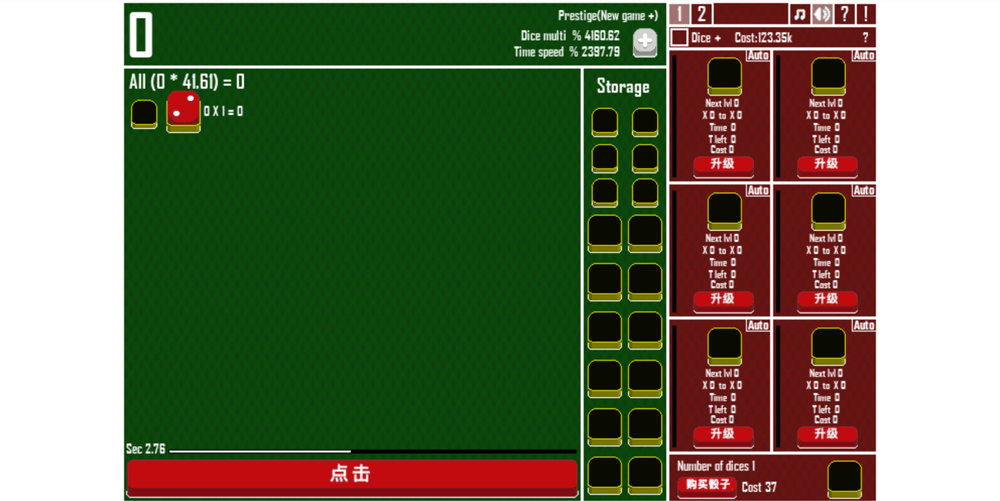 0
Prestige(New game +)
Dice multi % 4160.62
Time speed % 2397.79
+
1 2 ? !
Dice + Cost:123.35k ?
All (0 * 41.61) = 0
0 X 1 = 0
Storage
Auto
Next lvl 0
X 0 to X 0
Time 0
T left 0
Cost 0
升级
Auto
Next lvl 0
X 0 to X 0
Time 0
T left 0
Cost 0
升级
Auto
Next lvl 0
X 0 to X 0
Time 0
T left 0
Cost 0
升级
Auto
Next lvl 0
X 0 to X 0
Time 0
T left 0
Cost 0
升级
Auto
Next lvl 0
X 0 to X 0
Time 0
T left 0
Cost 0
升级
Auto
Next lvl 0
X 0 to X 0
Time 0
T left 0
Cost 0
升级
Sec 2.76
点击
Number of dices 1
购买骰子 Cost 37